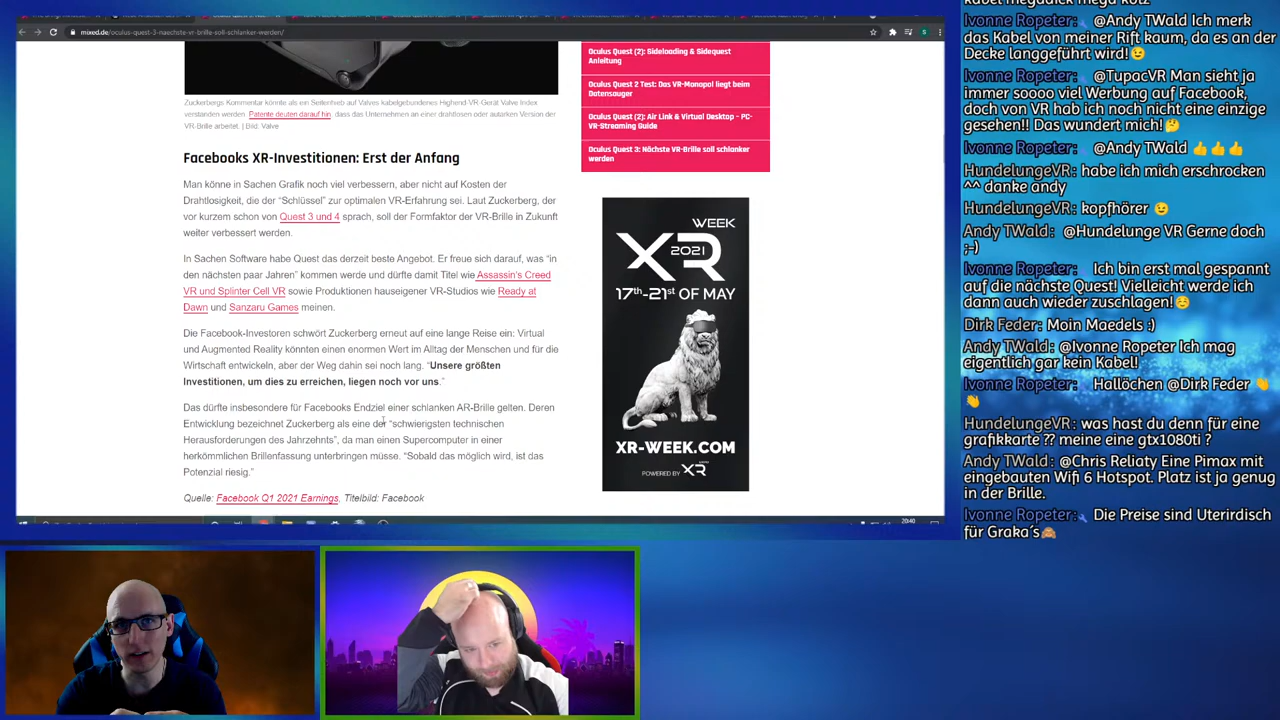 mixed.de/oculus-quest-3-naechste-vr-brille-soll-schlanker-werden/
Zuckerbergs Kommentar könnte als ein Seitenhieb auf Valves kabelgebundenes Highend-VR-Gerät Valve Index
verstanden werden. Patente deuten darauf hin, dass das Unternehmen an einer drahtlosen oder autarken Version der
VR-Brille arbeitet. | Bild: Valve
Facebooks XR-Investitionen: Erst der Anfang
Man könne in Sachen Grafik noch viel verbessern, aber nicht auf Kosten der
Drahtlosigkeit, die der “Schlüssel” zur optimalen VR-Erfahrung sei. Laut Zuckerberg, der
vor kurzem schon von Quest 3 und 4 sprach, soll der Formfaktor der VR-Brille in Zukunft
weiter verbessert werden.
In Sachen Software habe Quest das derzeit beste Angebot. Er freue sich darauf, was “in
den nächsten paar Jahren” kommen werde und dürfte damit Titel wie Assassin's Creed
VR und Splinter Cell VR sowie Produktionen hauseigener VR-Studios wie Ready at
Dawn und Sanzaru Games meinen.
Die Facebook-Investoren schwört Zuckerberg erneut auf eine lange Reise ein: Virtual
und Augmented Reality könnten einen enormen Wert im Alltag der Menschen und für die
Wirtschaft entwickeln, aber der Weg dahin sei noch lang. “Unsere größten
Investitionen, um dies zu erreichen, liegen noch vor uns.”
Das dürfte insbesondere für Facebooks Endziel einer schlanken AR-Brille gelten. Deren
Entwicklung bezeichnet Zuckerberg als eine der “schwierigsten technischen
Herausforderungen des Jahrzehnts”, da man einen Supercomputer in einer
herkömmlichen Brillenfassung unterbringen müsse. “Sobald das möglich wird, ist das
Potenzial riesig.”
Quelle: Facebook Q1 2021 Earnings, Titelbild: Facebook
Oculus Quest (2): Sideloading & Sidequest
Anleitung
Oculus Quest 2 Test: Das VR-Monopol liegt beim
Datensauger
Oculus Quest (2): Air Link & Virtual Desktop – PC-
VR-Streaming Guide
Oculus Quest 3: Nächste VR-Brille soll schlanker
werden
WEEK
XR
2021
17th-21st OF MAY
XR-WEEK.COM
POWERED BY XR
20:40
Kabel megadick mega kotz
Ivonne Ropeter: @Andy TWald Ich merk
das Kabel von meiner Rift kaum, da es an der
Decke langgeführt wird 😉
Ivonne Ropeter: @TupacVR Man sieht ja
immer soooo viel Werbung auf Facebook,
doch von VR hab ich noch nicht eine einzige
gesehen!! Das wundert mich!🤔
Ivonne Ropeter: @Andy TWald 👍👍👍
HundelungeVR: habe ich mich erschrocken
^^ danke andy
HundelungeVR: kopfhörer 😉
Andy TWald: @Hundelunge VR Gerne doch
;-)
Ivonne Ropeter: Ich bin erst mal gespannt
auf die nächste Quest! Vielleicht werde ich
dann auch wieder zuschlagen!☺️
Dirk Feder: Moin Maedels :)
Andy TWald: @Ivonne Ropeter Ich mag
eigentlich gar kein Kabel!
Ivonne Ropeter: Hallöchen @Dirk Feder 👋
👋
HundelungeVR: was hast du denn für eine
grafikkarte ?? meine eine gtx1080ti ?
Andy TWald: @Chris Reliaty Eine Pimax mit
eingebauten Wifi 6 Hotspot. Platz ist ja genug
in der Brille.
Ivonne Ropeter: Die Preise sind Uterirdisch
für Graka´s🙈